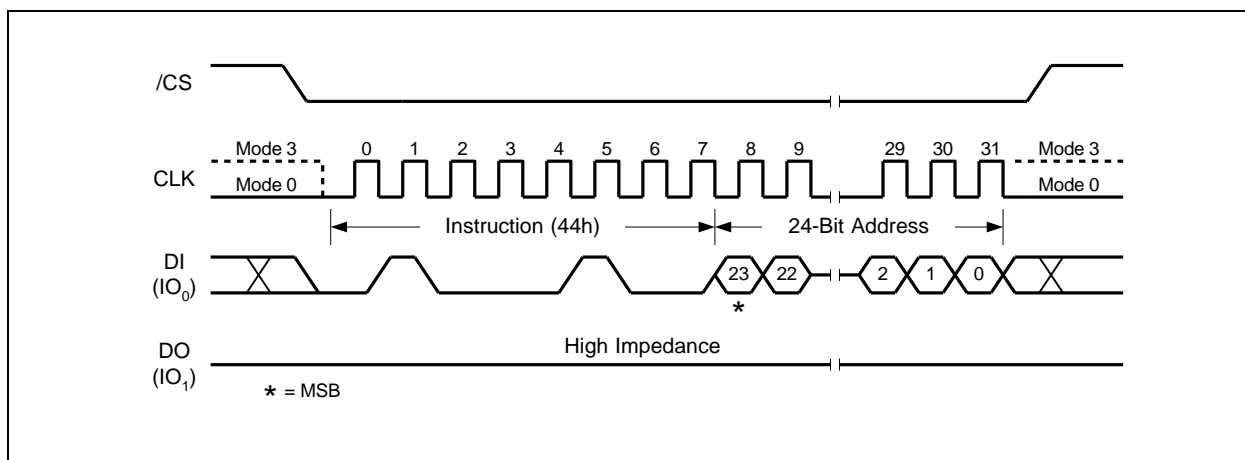 /CS
Mode 3
0 1 2 3 4 5 6 7 8 9 29 30 31
Mode 3
CLK
Mode 0
Mode 0
Instruction (44h)
24-Bit Address
DI
(IO₀)
23 22 2 1 0
*
High Impedance
DO
(IO₁)
* = MSB